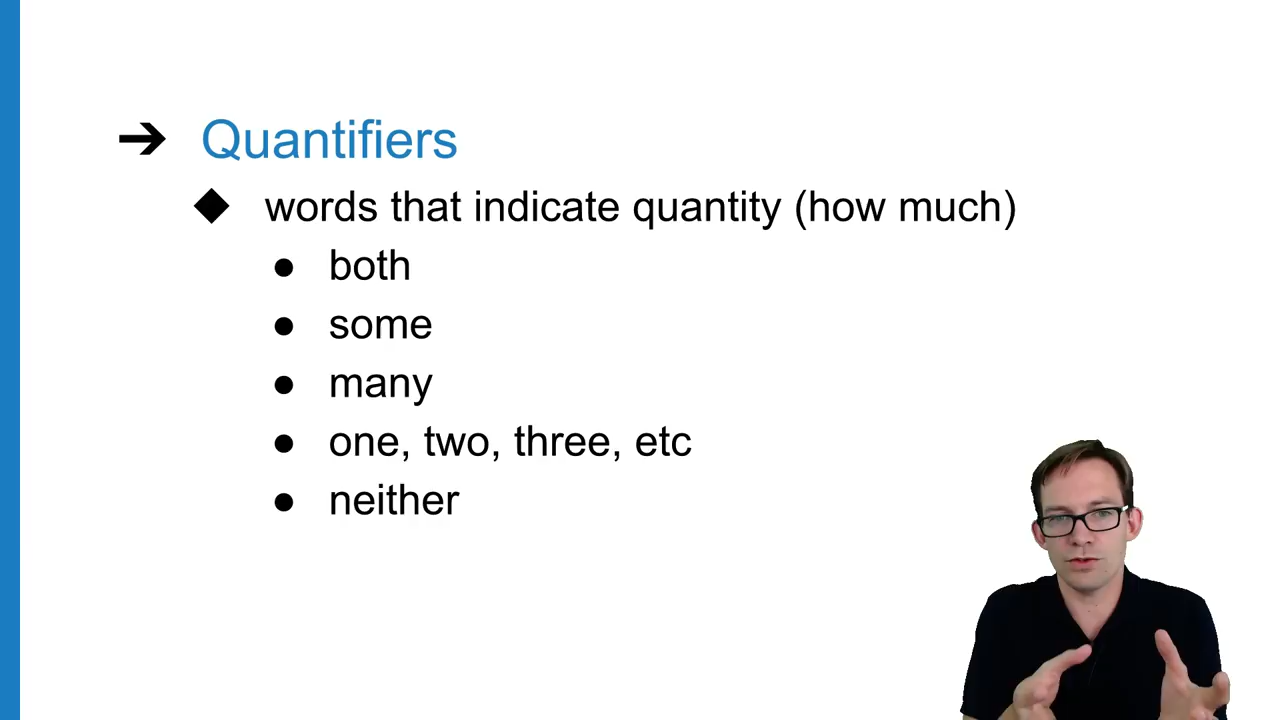 ➔ Quantifiers
◆ words that indicate quantity (how much)
● both
● some
● many
● one, two, three, etc
● neither